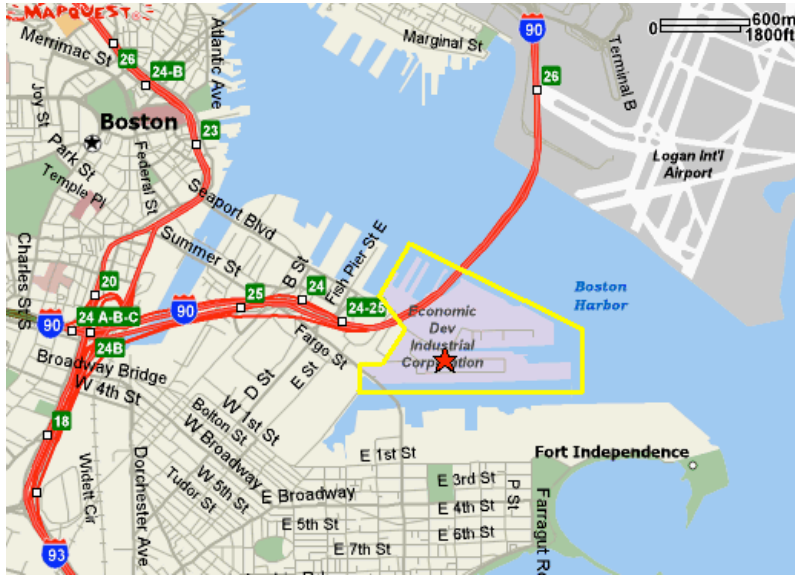 MAPQUEST
Merrimac St
26
24-B
Atlantic Ave
Marginal St
90
Terminal B
600m
0
1800ft
26
Joy St
Boston
23
Park St
Federal St
Temple Pl
Logan Int'l
Airport
Seaport Blvd
Summer St
Charles St S
B St
Fish Pier St E
20
24
25
24-25
Boston
Harbor
90
24 A-B-C
90
24B
Economic
Dev
Industrial
Corporation
Fargo St
Broadway Bridge
W 4th St
D St
E St
W 1st St
Bolton St
W Broadway
W 5th St
Tudor St
18
Widett Cir
Dorchester Ave
E 1st St
Fort Independence
E Broadway
E 3rd St
P St
E 4th St
E 5th St
E 6th St
E 7th St
Farragut R
93